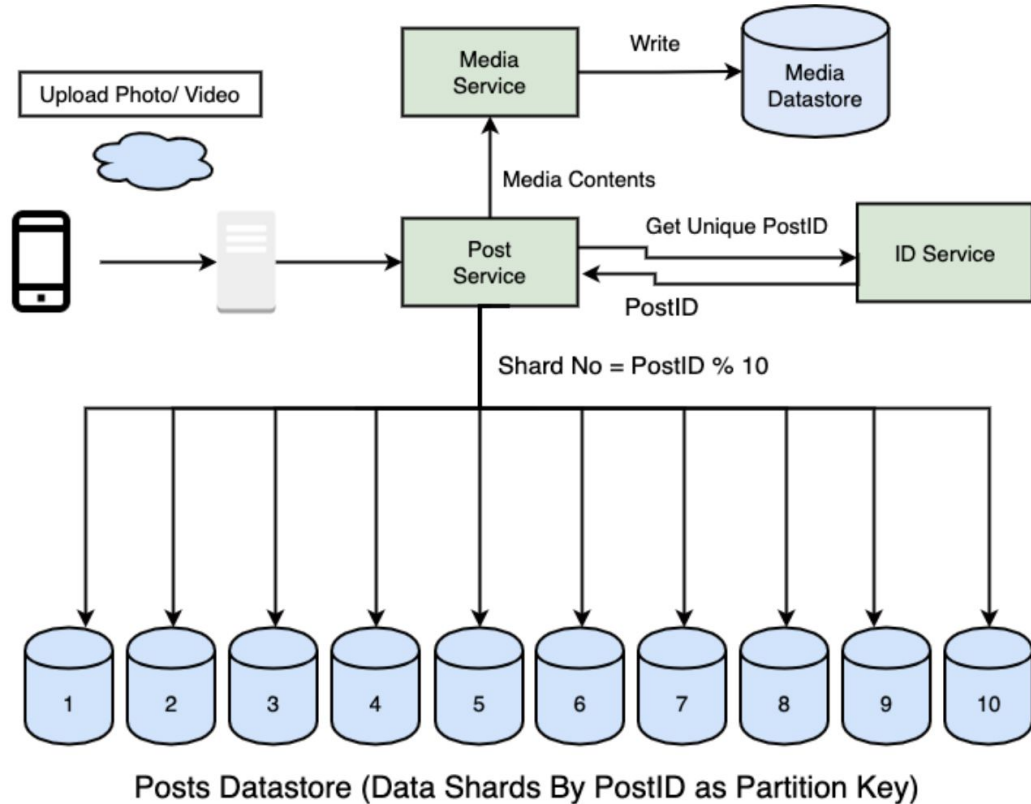 Upload Photo/ Video
Media
Service
Write
Media
Datastore
Media Contents
Post
Service
Get Unique PostID
ID Service
PostID
Shard No = PostID % 10
1
2
3
4
5
6
7
8
9
10
Posts Datastore (Data Shards By PostID as Partition Key)